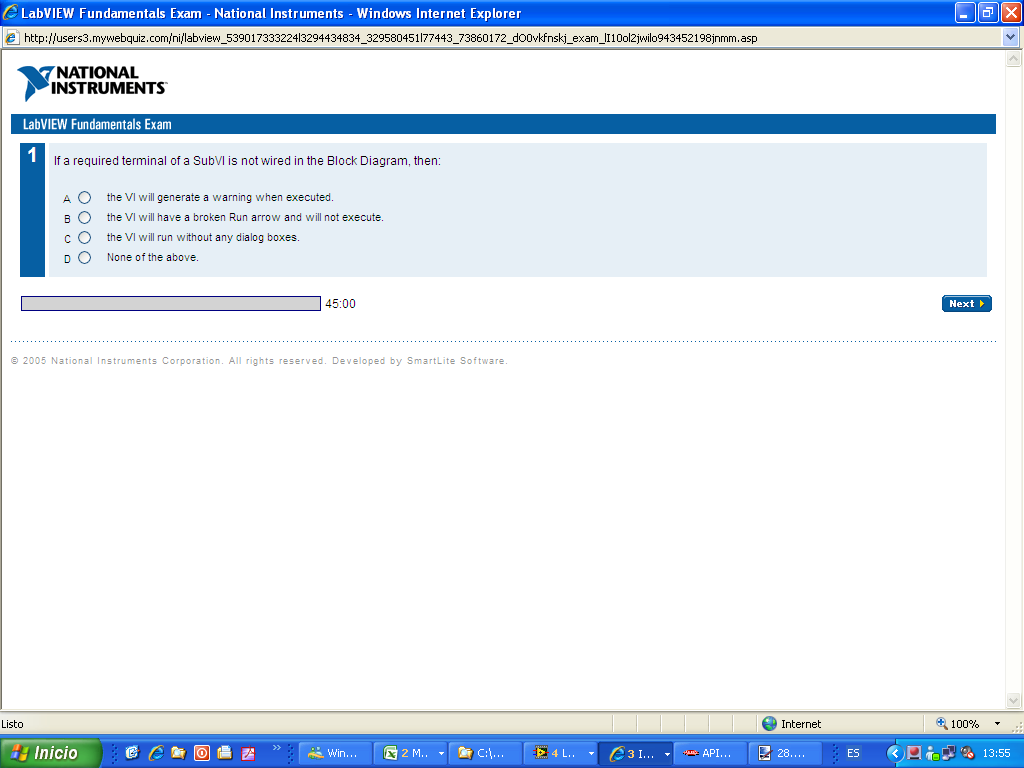 LabVIEW Fundamentals Exam - National Instruments - Windows Internet Explorer
http://users3.mywebquiz.com/ni/labview_539017333224l3294434834_329580451l77443_73860172_dO0vkfnskj_exam_lI10ol2jwilo943452198jnmm.asp
NATIONAL
INSTRUMENTS
LabVIEW Fundamentals Exam
1
If a required terminal of a SubVI is not wired in the Block Diagram, then:
A the VI will generate a warning when executed.
B the VI will have a broken Run arrow and will not execute.
C the VI will run without any dialog boxes.
D None of the above.
45:00
Next
© 2005 National Instruments Corporation. All rights reserved. Developed by SmartLite Software.
Listo Internet 100%
Inicio Win... 2 M... C:\... 4 L... 3 I... API... 28.... ES 13:55